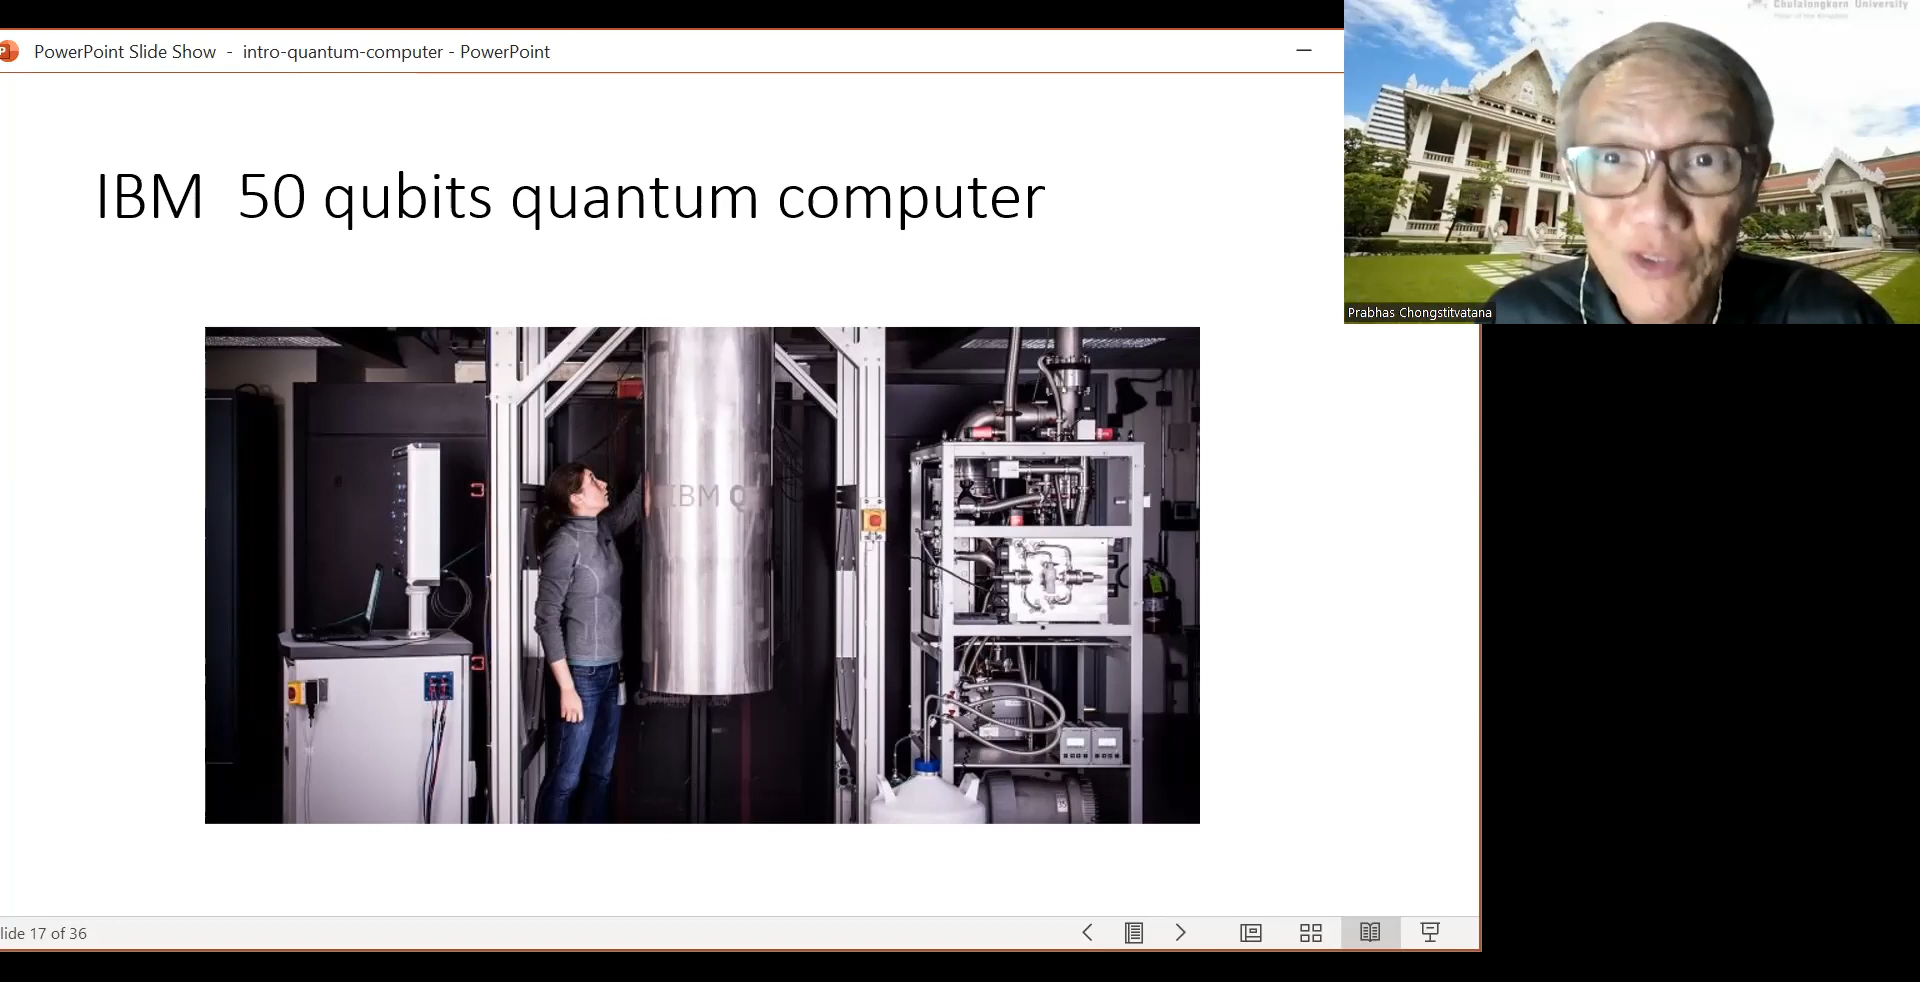 PowerPoint Slide Show - intro-quantum-computer - PowerPoint
Chulalongkorn University
IBM 50 qubits quantum computer
Prabhas Chongstitvatana
IBM Q
lide 17 of 36